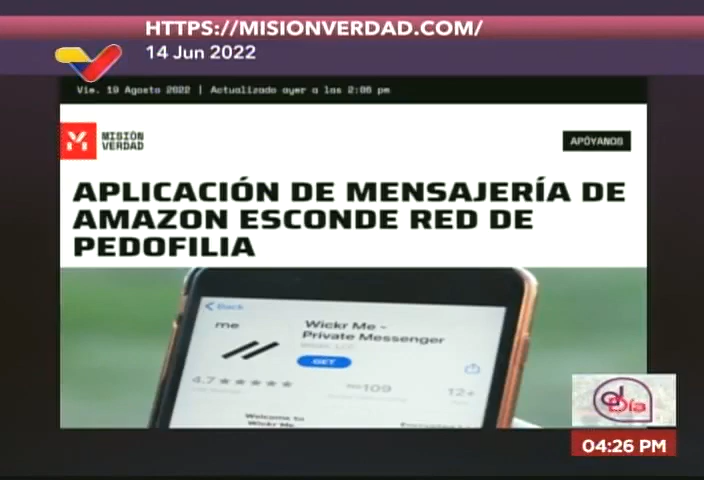 HTTPS://MISIONVERDAD.COM/
14 Jun 2022
Vie. 19 Agosto 2022 | Actualizado ayer a las 2:06 pm
MISIÓN
VERDAD
APÓYANOS
APLICACIÓN DE MENSAJERÍA DE
AMAZON ESCONDE RED DE
PEDOFILIA
Back
me
Wickr Me -
Private Messenger
GET
4.7
109
12+
Welcome to
Wickr Me.
Día
04:26 PM